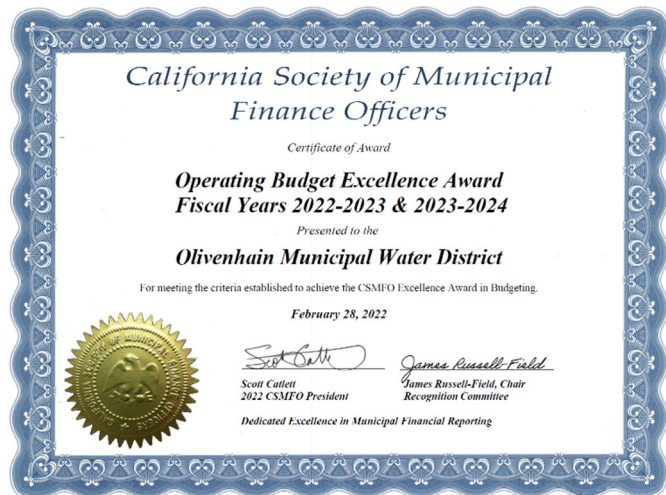 California Society of Municipal
Finance Officers
Certificate of Award
Operating Budget Excellence Award
Fiscal Years 2022-2023 & 2023-2024
Presented to the
Olivenhain Municipal Water District
For meeting the criteria established to achieve the CSMFO Excellence Award in Budgeting.
February 28, 2022
James Russell-Field
Scott Catlett
James Russell-Field, Chair
2022 CSMFO President
Recognition Committee
Dedicated Excellence in Municipal Financial Reporting